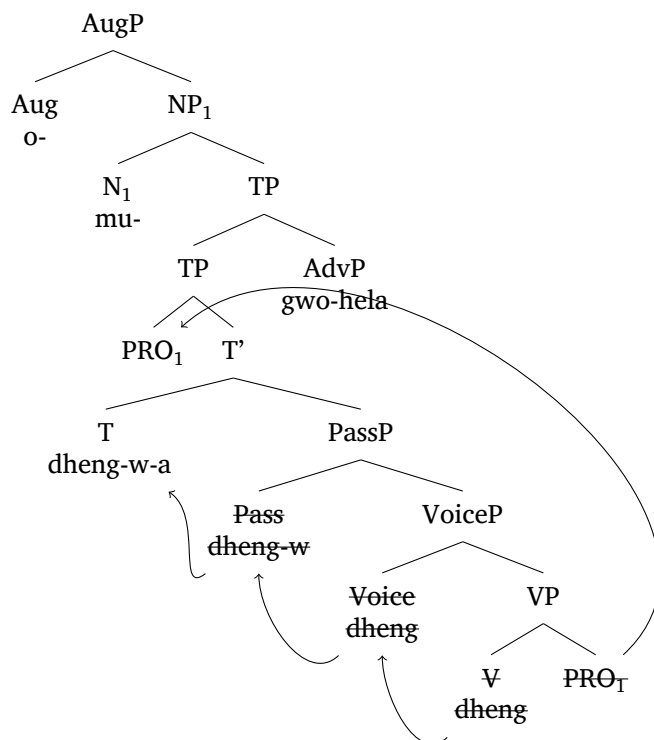 AugP
Aug NP₁
o-
N₁ TP
mu-
TP AdvP
gwo-hela
PRO₁ T’
T PassP
dheng-w-a
Pass VoiceP
dheng-w
Voice VP
dheng
V PRO₁
dheng